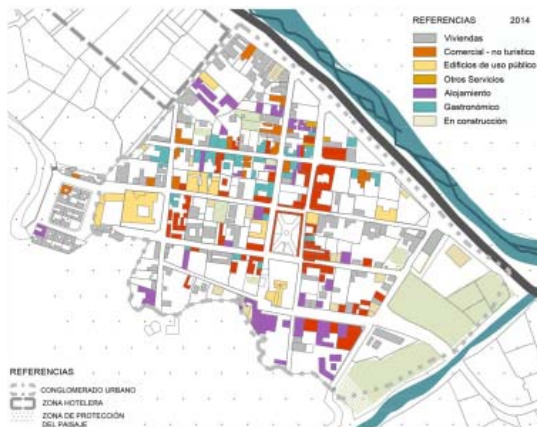 REFERENCIAS 2014
Viviendas
Comercial - no turístico
Edificios de uso público
Otros Servicios
Alojamiento
Gastronómico
En construcción
REFERENCIAS
CONGLOMERADO URBANO
ZONA HOTELERA
ZONA DE PROTECCIÓN
DEL PAISAJE